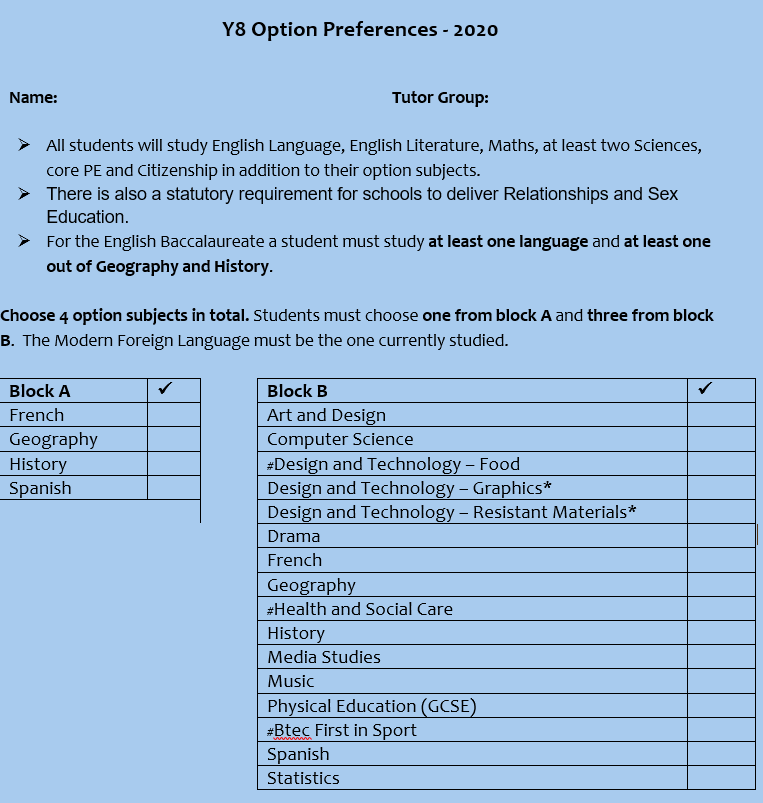 Y8 Option Preferences - 2020
Name: Tutor Group:
➢ All students will study English Language, English Literature, Maths, at least two Sciences,
core PE and Citizenship in addition to their option subjects.
➢ There is also a statutory requirement for schools to deliver Relationships and Sex
Education.
➢ For the English Baccalaureate a student must study at least one language and at least one
out of Geography and History.
Choose 4 option subjects in total. Students must choose one from block A and three from block
B. The Modern Foreign Language must be the one currently studied.
Block A ✓
French
Geography
History
Spanish
Block B ✓
Art and Design
Computer Science
≠Design and Technology – Food
Design and Technology – Graphics*
Design and Technology – Resistant Materials*
Drama
French
Geography
≠Health and Social Care
History
Media Studies
Music
Physical Education (GCSE)
≠Btec First in Sport
Spanish
Statistics